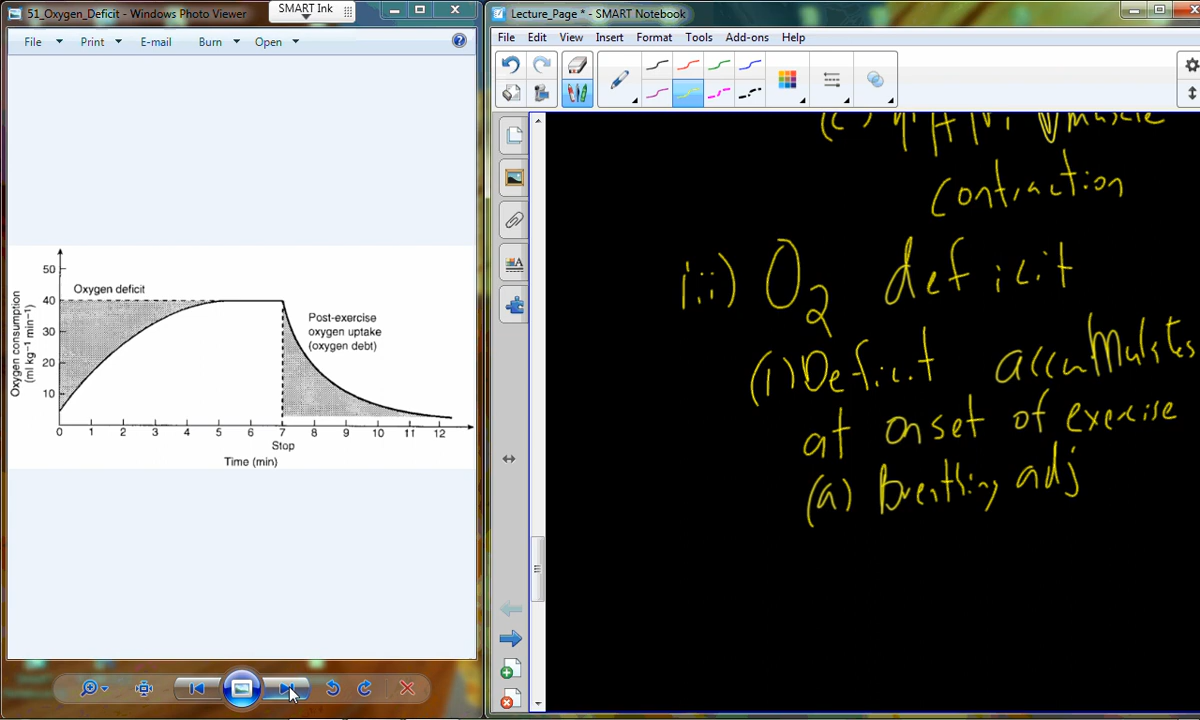 51_Oxygen_Deficit - Windows Photo Viewer
SMART Ink
File Print E-mail Burn Open
50
Oxygen deficit
40
30
20
10
Oxygen consumption
(ml kg⁻¹ min⁻¹)
Post-exercise
oxygen uptake
(oxygen debt)
0 1 2 3 4 5 6 7 8 9 10 11 12
Stop
Time (min)
Lecture_Page * - SMART Notebook
File Edit View Insert Format Tools Add-ons Help
muscle
contraction
iii) O₂ deficit
(1) Deficit accumulates
at onset of exercise
(a) Breathing adj